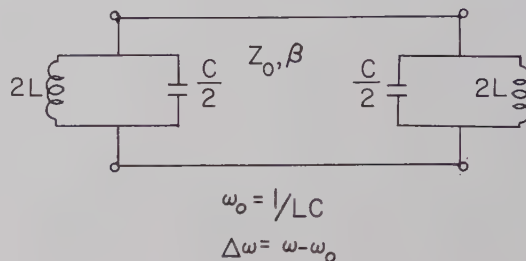 Z₀, β
2L
C/2
C/2
2L
ω₀ = 1/LC
Δω = ω-ω₀